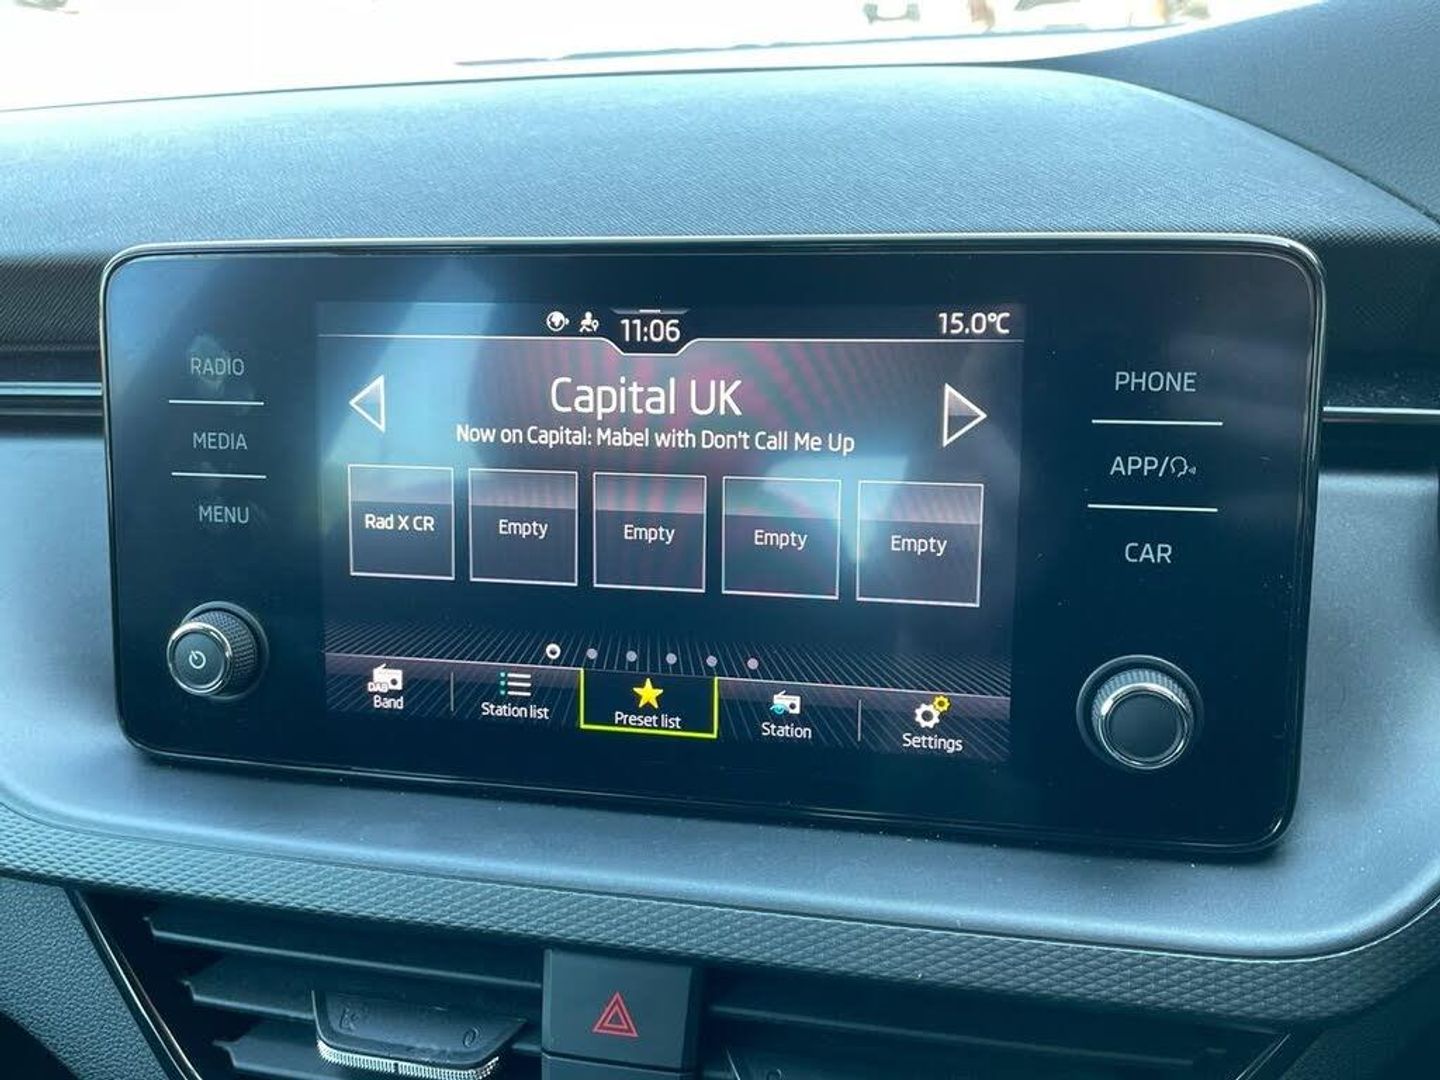 11:06
15.0°C
RADIO
MEDIA
MENU
Capital UK
Now on Capital: Mabel with Don't Call Me Up
Rad X CR
Empty
Empty
Empty
Empty
DAB
Band
Station list
Preset list
Station
Settings
PHONE
APP/
CAR